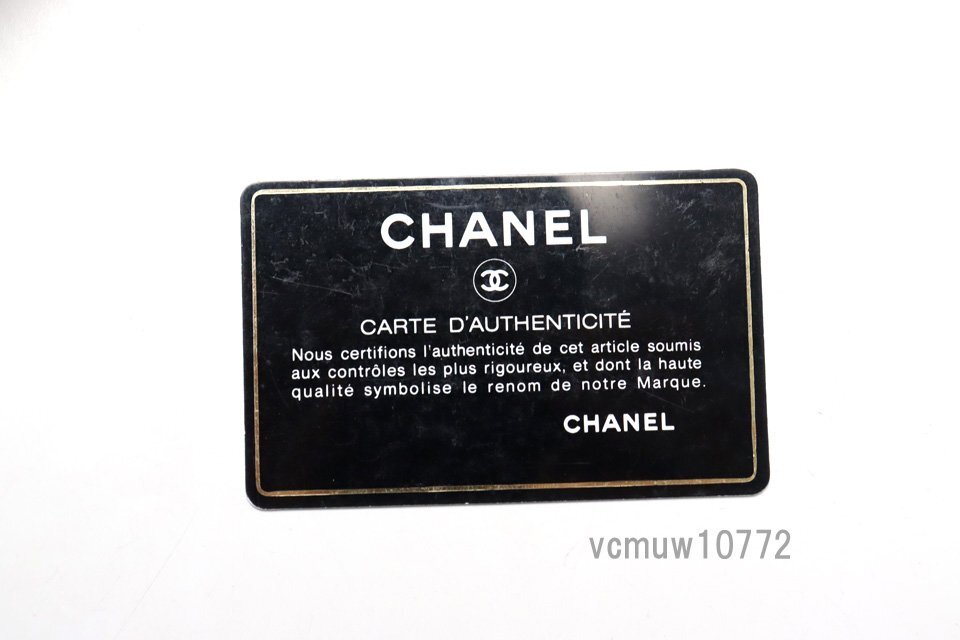 CHANEL
CARTE D'AUTHENTICITÉ
Nous certifions l'authenticité de cet article soumis
aux contrôles les plus rigoureux, et dont la haute
qualité symbolise le renom de notre Marque.
CHANEL
vcmuw10772